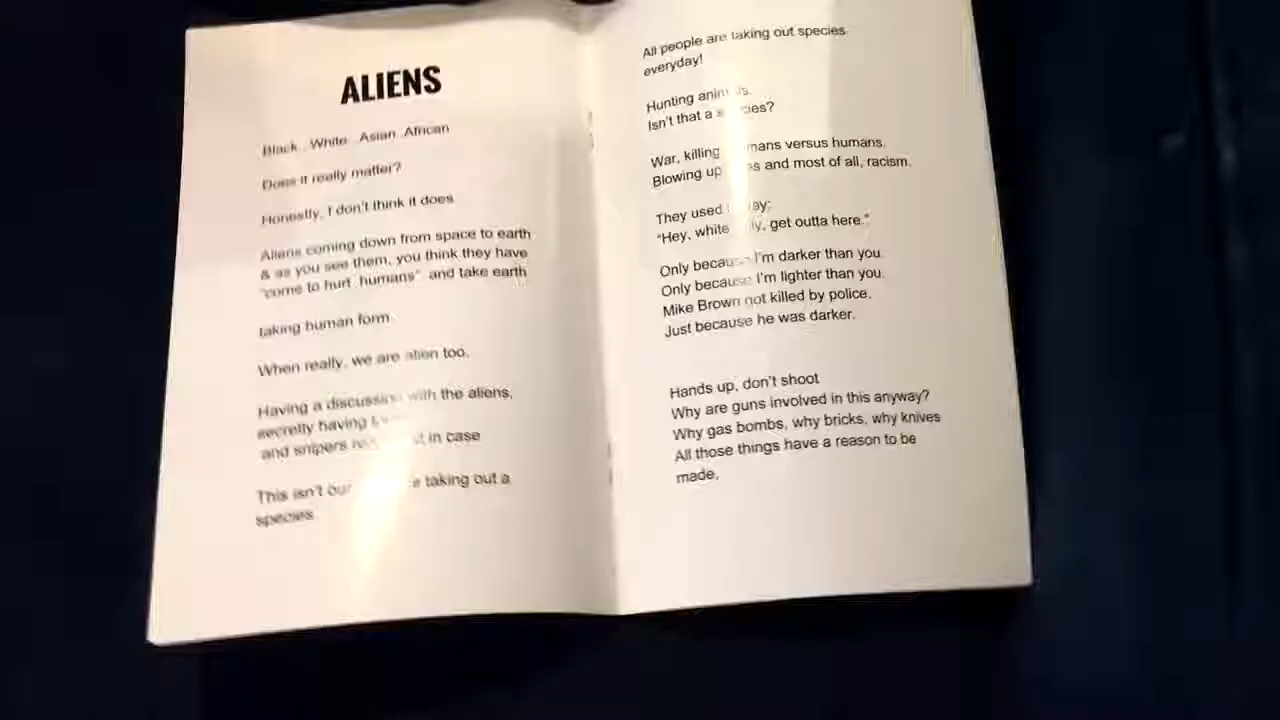 ALIENS
Black . White . Asian .African
Does it really matter?
Honestly, I don't think it does
Aliens coming down from space to earth
& as you see them, you think they have
"come to hurt humans" and take earth
taking human form
When really, we are alien too.
Having a discussion with the aliens,
secretly having
and snipers in case
This isn't our taking out a
species
All people are taking out species
everyday!
Hunting animals.
Isn't that a species?
War, killing humans versus humans.
Blowing up and most of all, racism.
They used
"Hey, white get outta here."
Only because I'm darker than you.
Only because I'm lighter than you.
Mike Brown got killed by police.
Just because he was darker.
Hands up, don't shoot
Why are guns involved in this anyway?
Why gas bombs, why bricks, why knives
All those things have a reason to be
made,